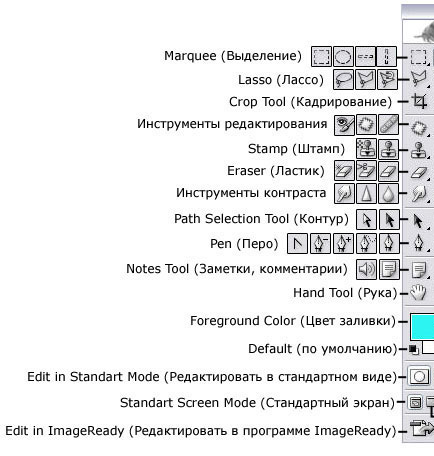 Marquee (Выделение)
Lasso (Лассо)
Crop Tool (Кадрирование)
Инструменты редактирования
Stamp (Штамп)
Eraser (Ластик)
Инструменты контраста
Path Selection Tool (Контур)
Pen (Перо)
Notes Tool (Заметки, комментарии)
Hand Tool (Рука)
Foreground Color (Цвет заливки)
Default (по умолчанию)
Edit in Standart Mode (Редактировать в стандартном виде)
Standart Screen Mode (Стандартный экран)
Edit in ImageReady (Редактировать в программе ImageReady)